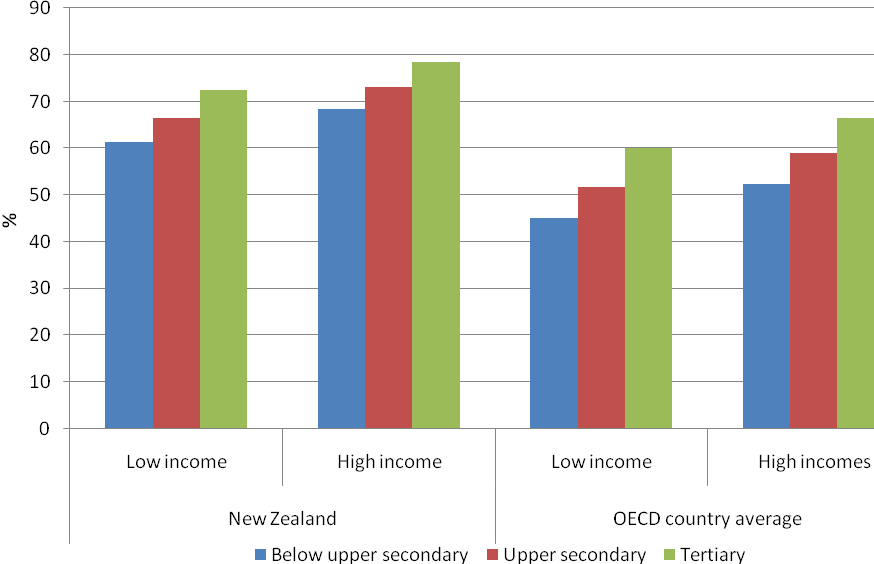 90
80
70
60
50
40
30
20
10
0
%
Low income
High income
Low income
High incomes
New Zealand
OECD country average
Below upper secondary
Upper secondary
Tertiary